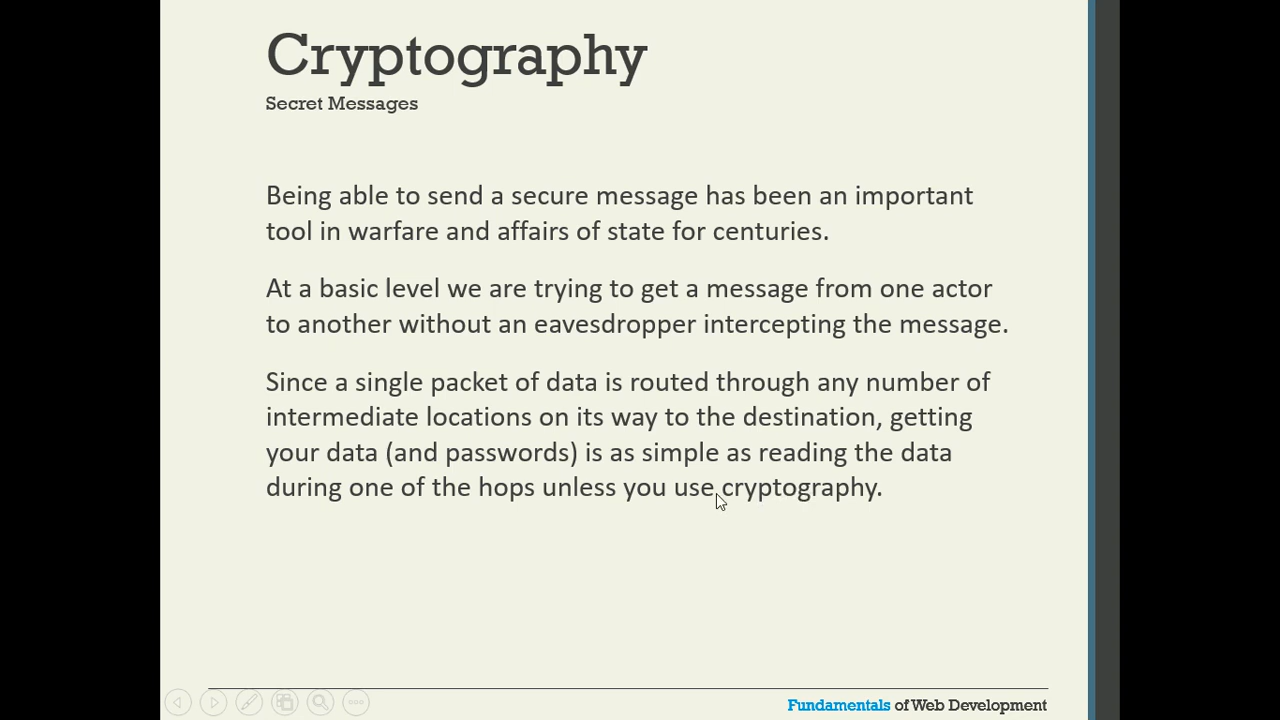 Cryptography
Secret Messages
Being able to send a secure message has been an important
tool in warfare and affairs of state for centuries.
At a basic level we are trying to get a message from one actor
to another without an eavesdropper intercepting the message.
Since a single packet of data is routed through any number of
intermediate locations on its way to the destination, getting
your data (and passwords) is as simple as reading the data
during one of the hops unless you use cryptography.
Fundamentals of Web Development